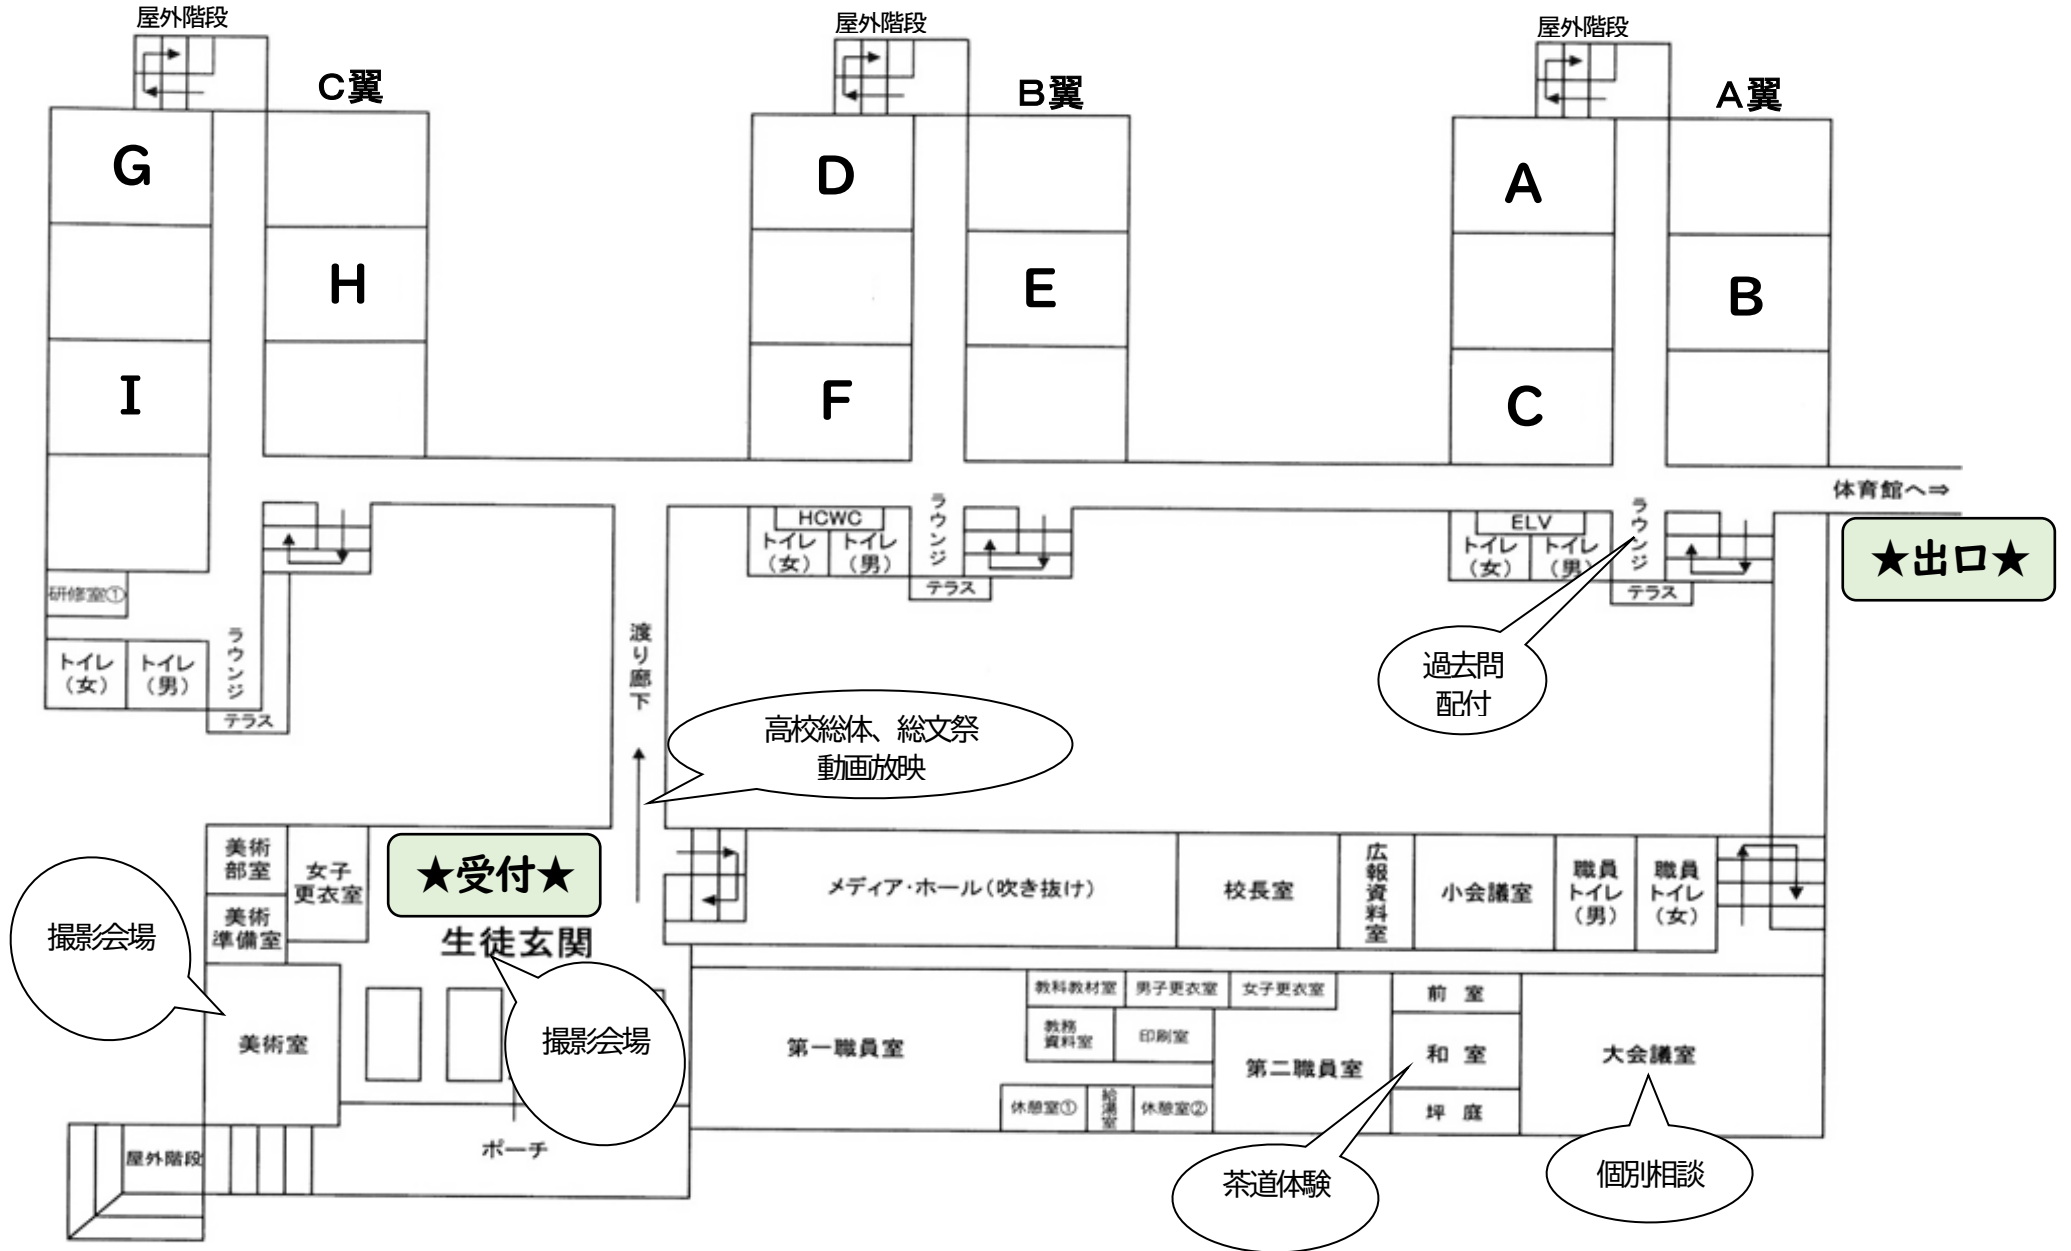 屋外階段
屋外階段
屋外階段
C翼
B翼
A翼
G
D
A
H
E
B
I
F
C
体育館へ⇒
★出口★
HCWC
トイレ
(女)
トイレ
(男)
ラウンジ
テラス
ELV
トイレ
(女)
トイレ
(男)
ラウンジ
テラス
研修室①
トイレ
(女)
トイレ
(男)
ラウンジ
テラス
渡り廊下
過去問
配付
高校総体、総文祭
動画放映
美術
部室
女子
更衣室
美術
準備室
★受付★
生徒玄関
メディア・ホール(吹き抜け)
校長室
広報資料室
小会議室
職員
トイレ
(男)
職員
トイレ
(女)
撮影会場
美術室
撮影会場
第一職員室
教科教材室
男子更衣室
女子更衣室
教務
資料室
印刷室
第二職員室
休憩室①
給湯室
休憩室②
前 室
和 室
坪 庭
大会議室
屋外階段
ポーチ
茶道体験
個別相談